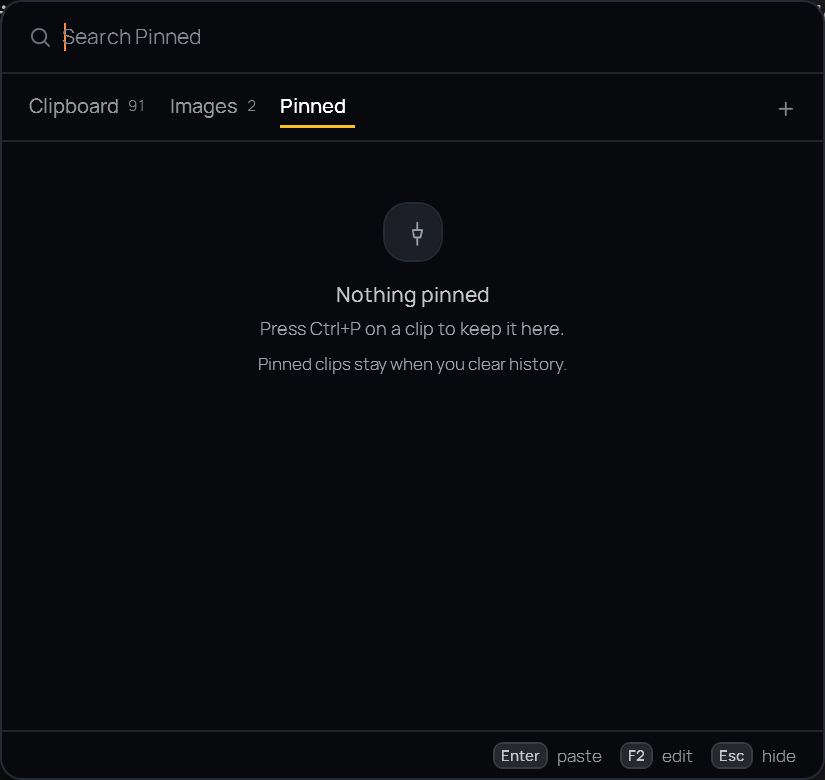 Search Pinned
Clipboard 91 Images 2 Pinned +
Nothing pinned
Press Ctrl+P on a clip to keep it here.
Pinned clips stay when you clear history.
Enter paste F2 edit Esc hide